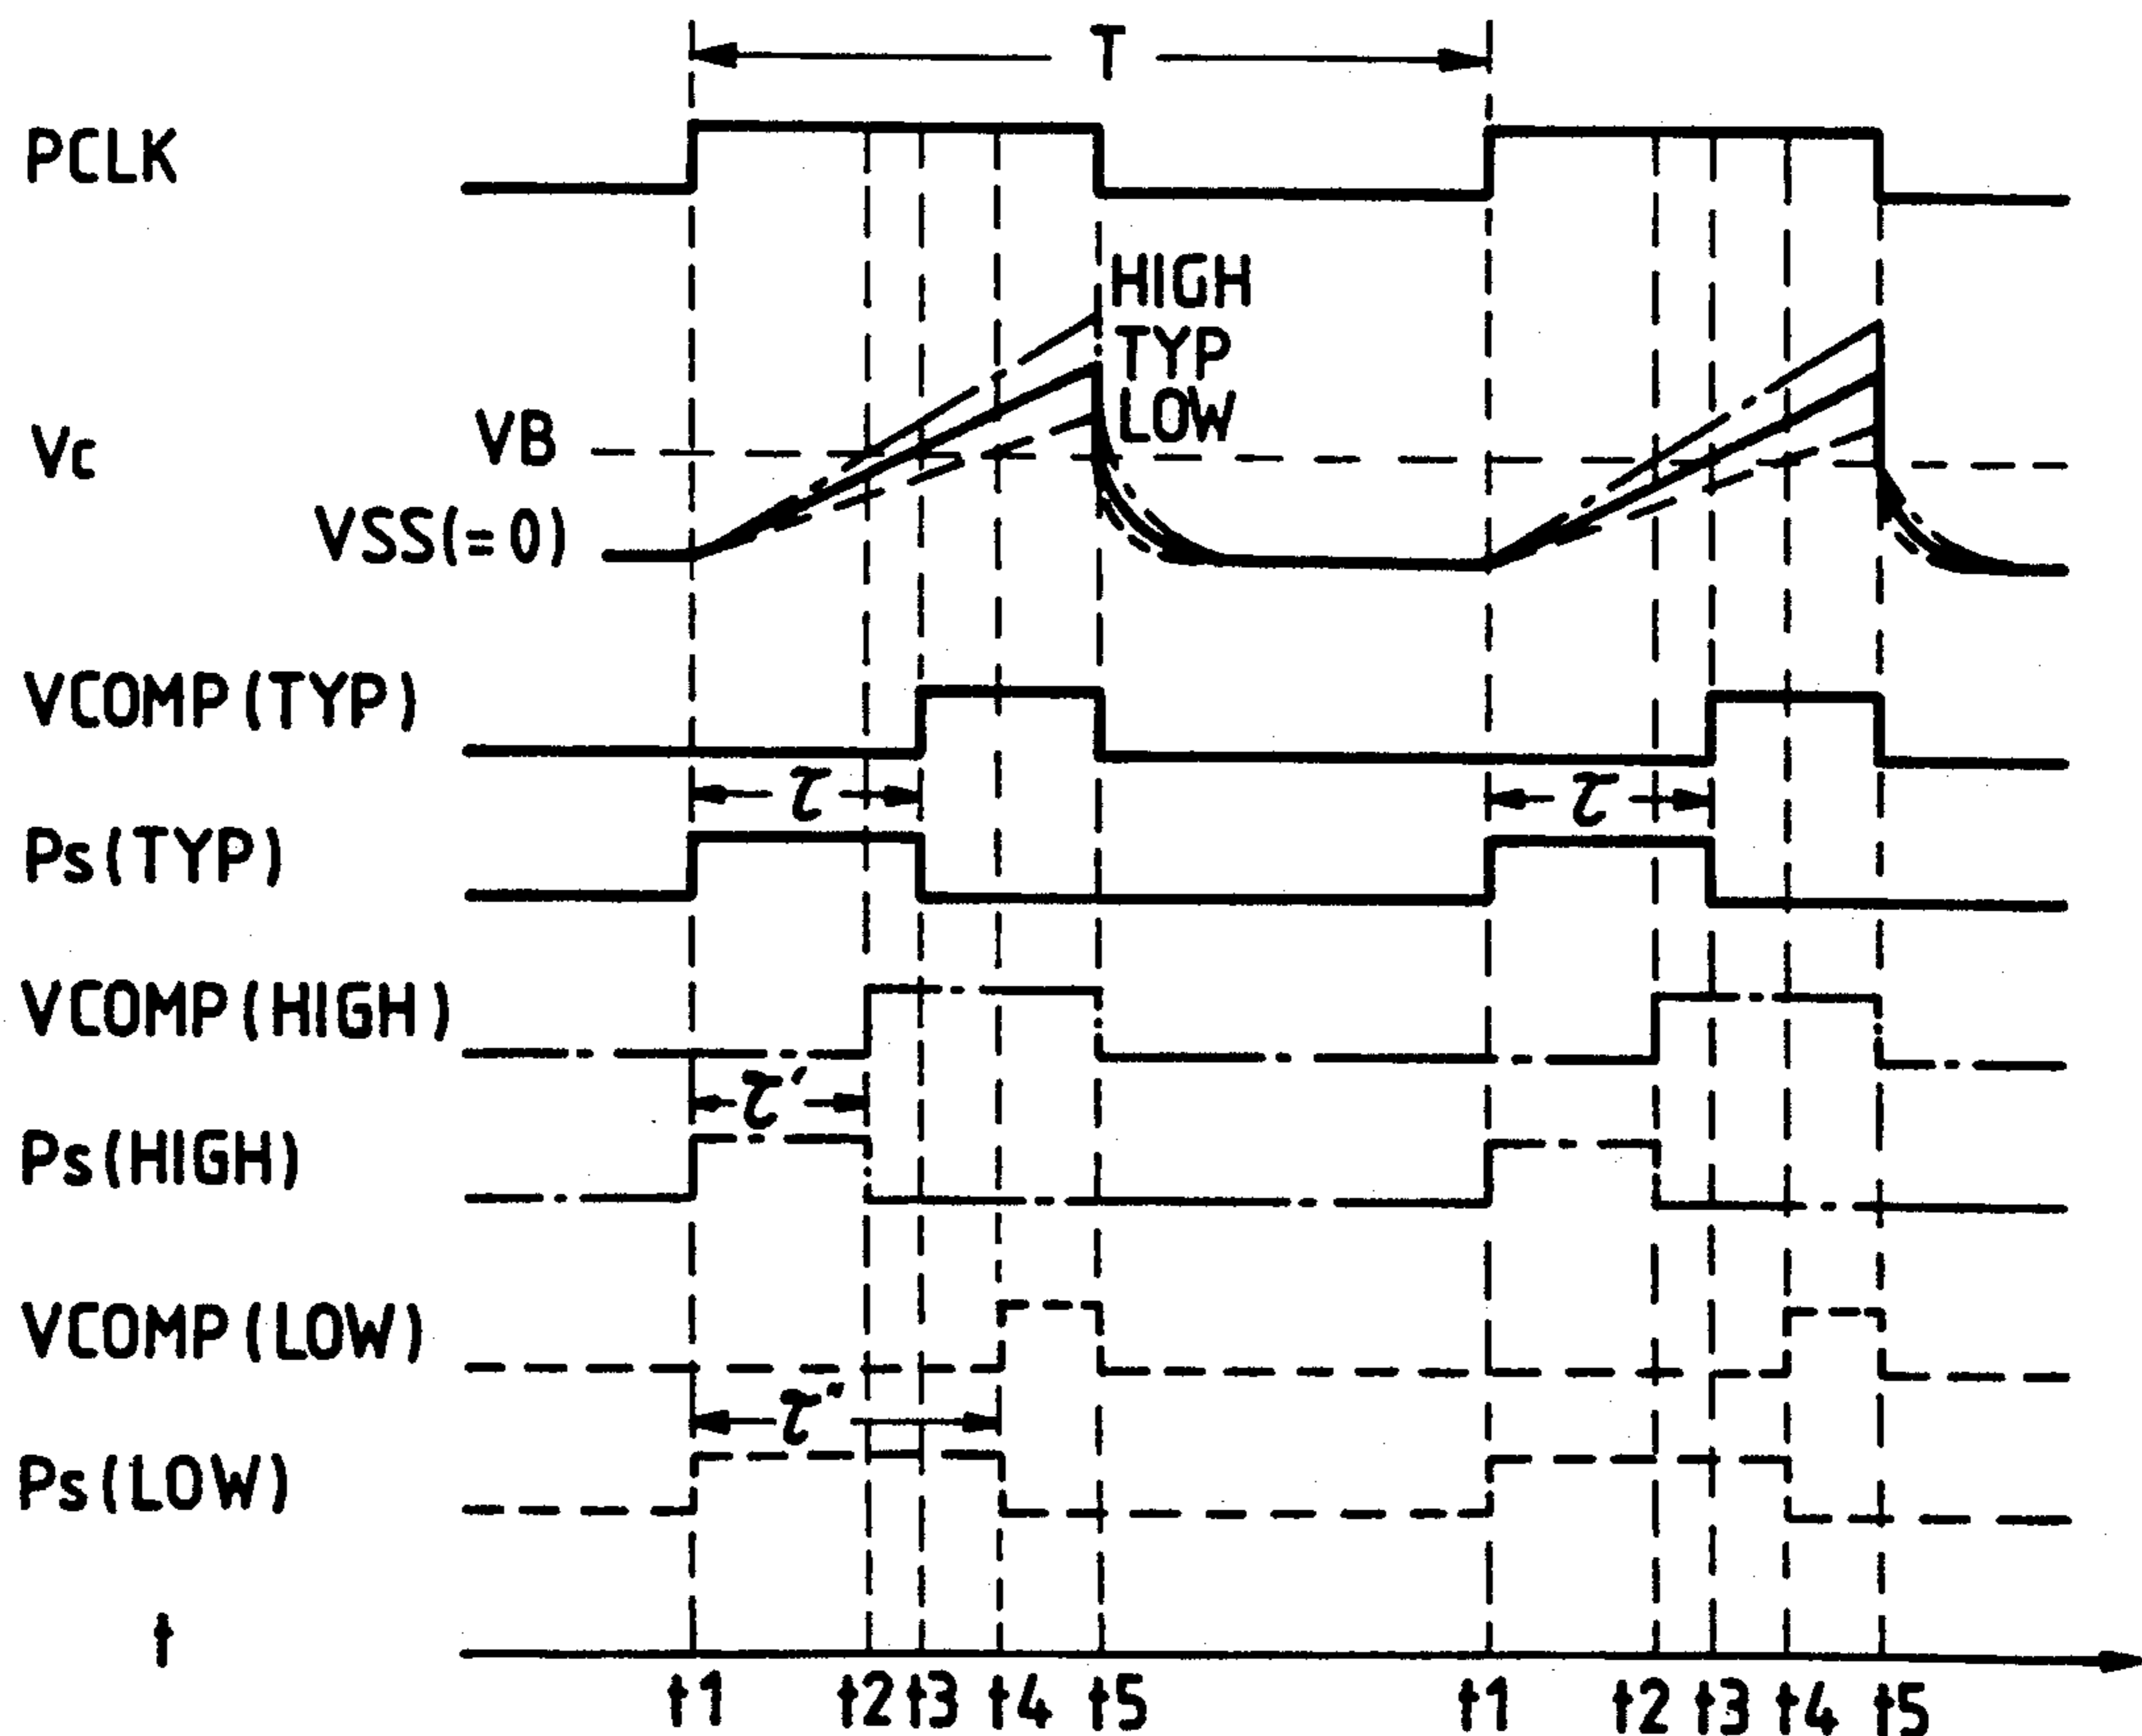 T
PCLK
HIGH
TYP
LOW
Vc
VB
VSS(=0)
VCOMP(TYP)
τ
τ
Ps(TYP)
VCOMP(HIGH)
τ'
Ps(HIGH)
VCOMP(LOW)
τ"
Ps(LOW)
t
t1 t2 t3 t4 t5 t1 t2 t3 t4 t5